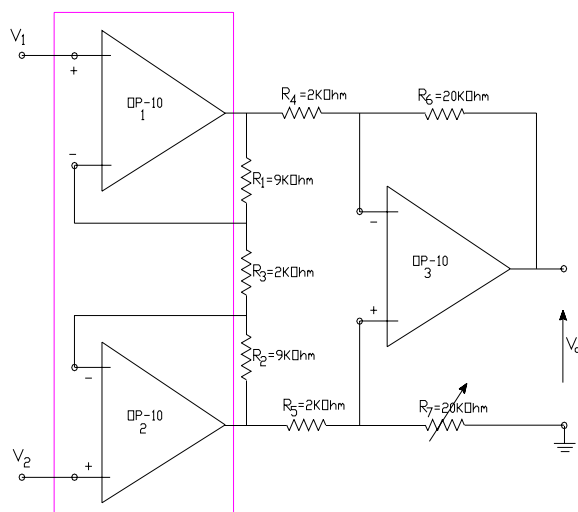 V1
+
OP-10
1
−
R4=2KOhm
R6=20KOhm
R1=9KOhm
−
OP-10
3
+
R3=2KOhm
R2=9KOhm
−
OP-10
2
+
V2
R5=2KOhm
R7=20KOhm